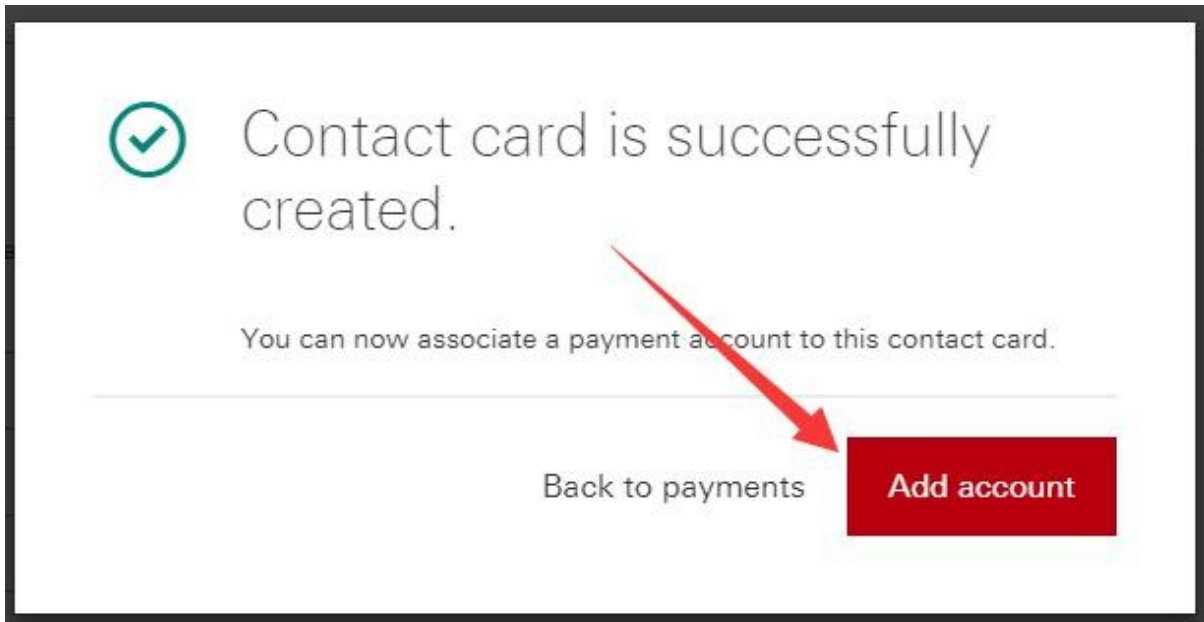 Contact card is successfully
created.
You can now associate a payment account to this contact card.
Back to payments
Add account